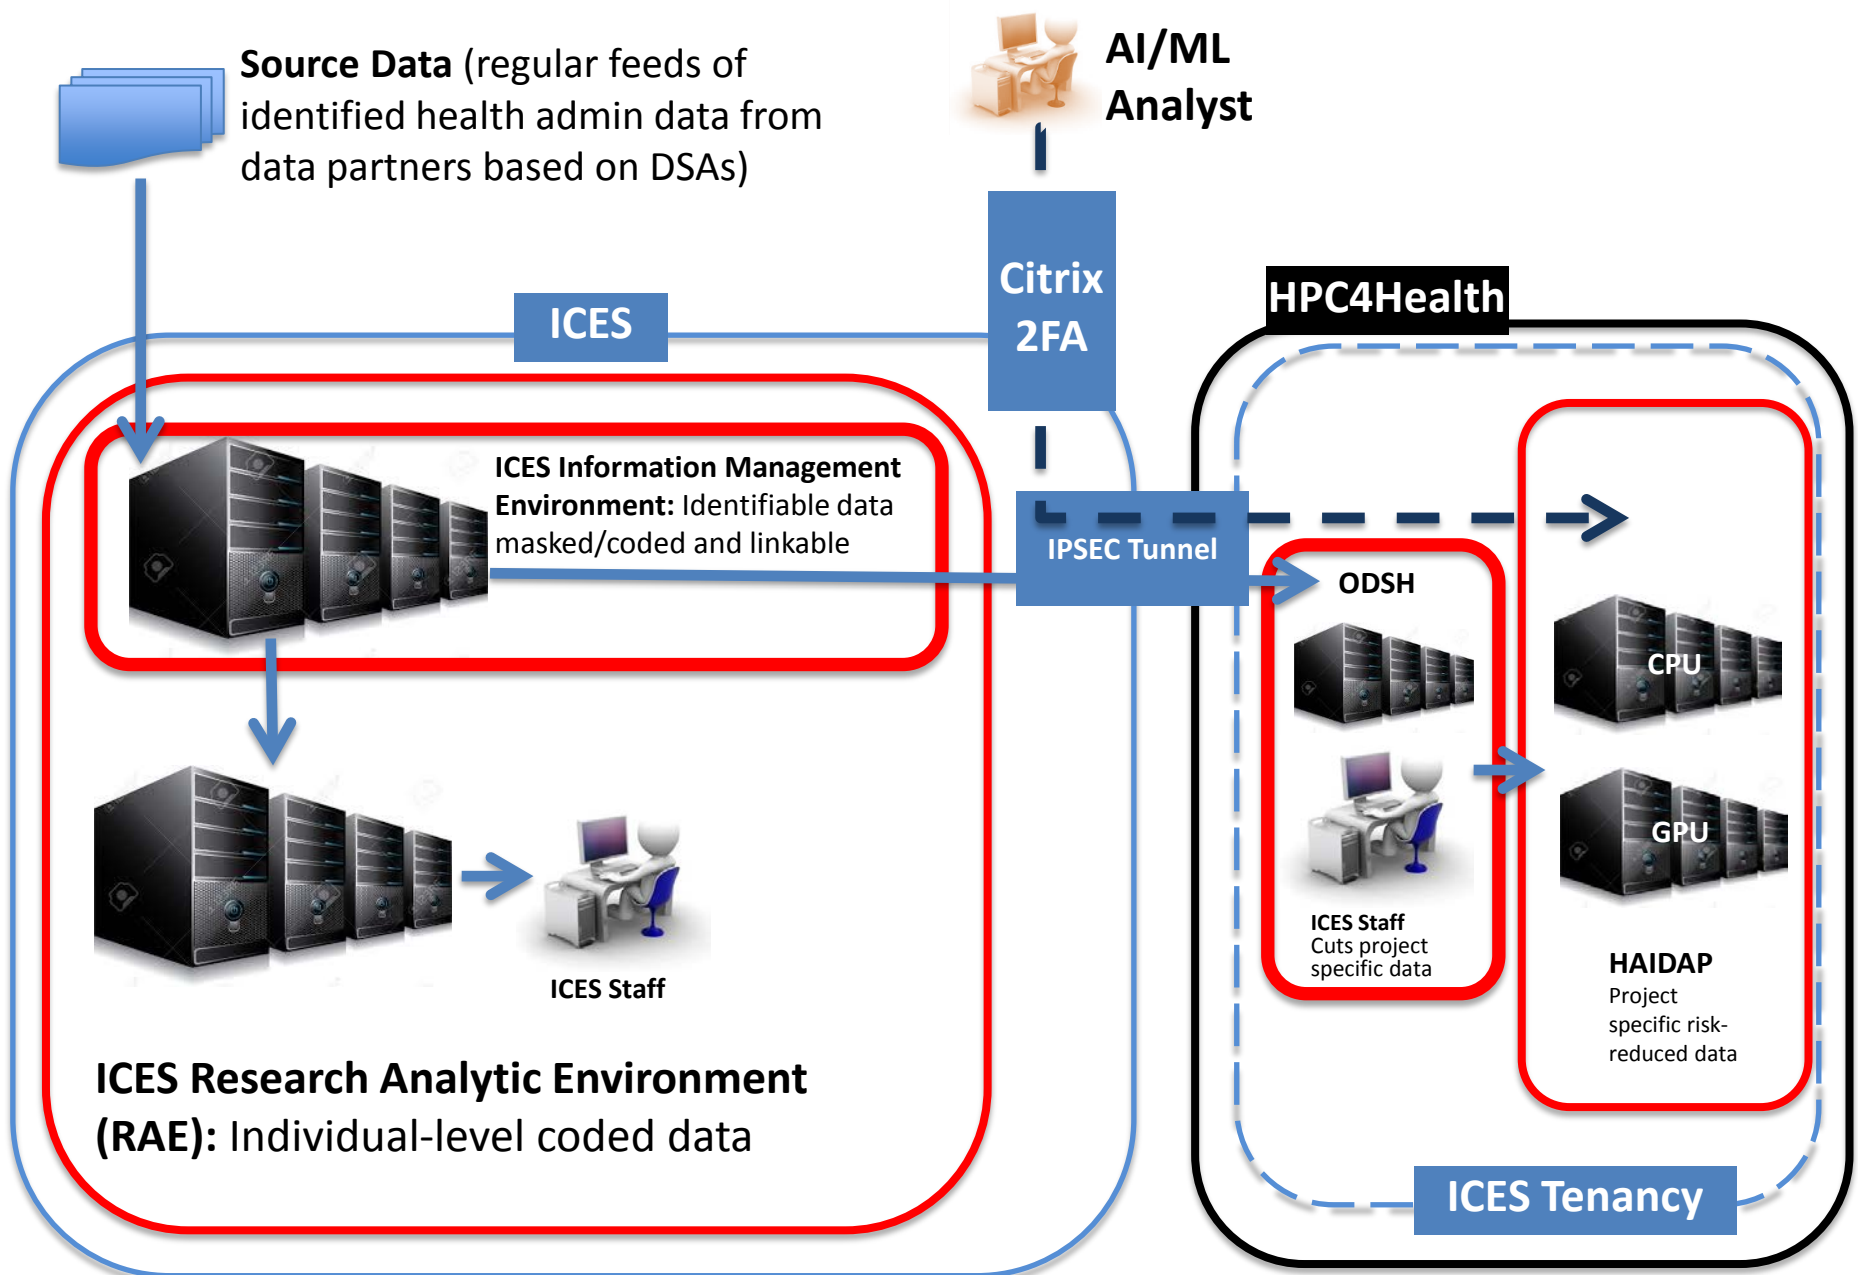 Source Data (regular feeds of
identified health admin data from
data partners based on DSAs)
AI/ML
Analyst
Citrix
2FA
HPC4Health
ICES
ICES Information Management
Environment: Identifiable data
masked/coded and linkable
IPSEC Tunnel
ODSH
CPU
GPU
ICES Staff
Cuts project
specific data
HAIDAP
Project
specific risk-
reduced data
ICES Staff
ICES Research Analytic Environment
(RAE): Individual-level coded data
ICES Tenancy